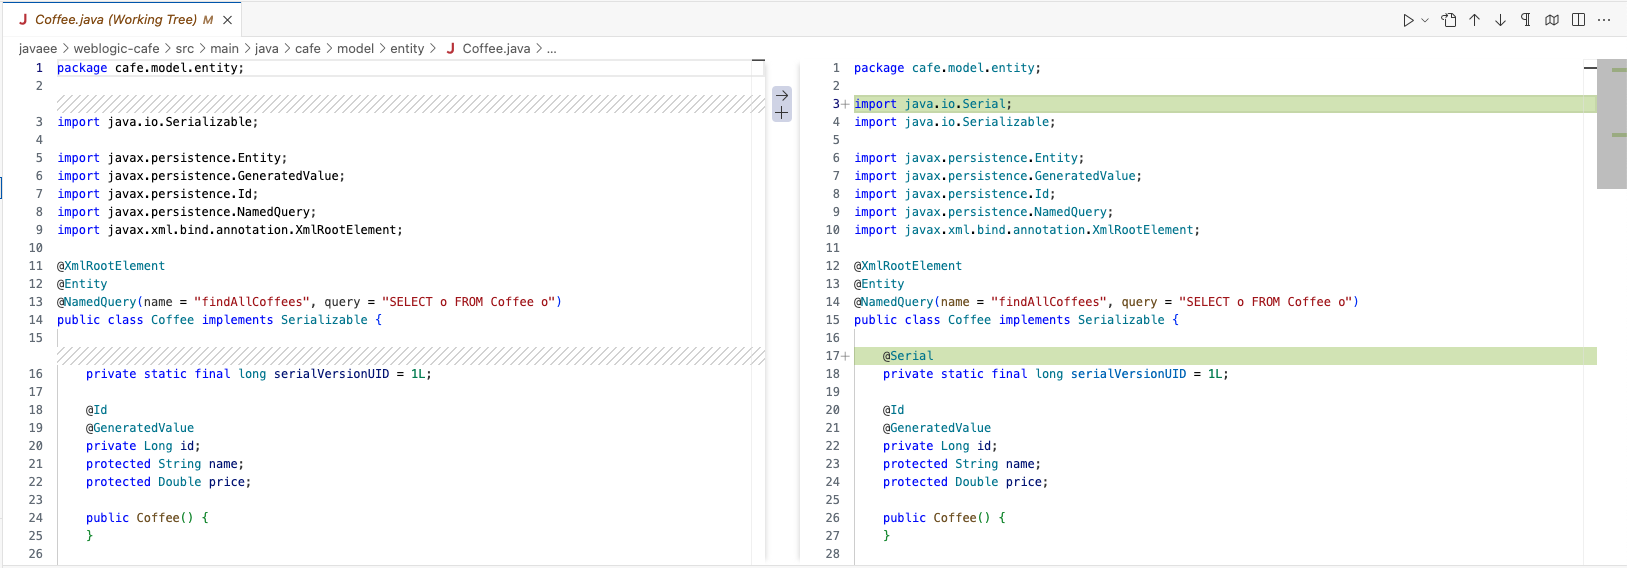 J Coffee.java (Working Tree) M ×
javaee > weblogic-cafe > src > main > java > cafe > model > entity > J Coffee.java > ...
1 package cafe.model.entity;
2
3 import java.io.Serializable;
4
5 import javax.persistence.Entity;
6 import javax.persistence.GeneratedValue;
7 import javax.persistence.Id;
8 import javax.persistence.NamedQuery;
9 import javax.xml.bind.annotation.XmlRootElement;
10
11 @XmlRootElement
12 @Entity
13 @NamedQuery(name = "findAllCoffees", query = "SELECT o FROM Coffee o")
14 public class Coffee implements Serializable {
15
16 private static final long serialVersionUID = 1L;
17
18 @Id
19 @GeneratedValue
20 private Long id;
21 protected String name;
22 protected Double price;
23
24 public Coffee() {
25 }
26
1 package cafe.model.entity;
2
3+ import java.io.Serial;
4 import java.io.Serializable;
5
6 import javax.persistence.Entity;
7 import javax.persistence.GeneratedValue;
8 import javax.persistence.Id;
9 import javax.persistence.NamedQuery;
10 import javax.xml.bind.annotation.XmlRootElement;
11
12 @XmlRootElement
13 @Entity
14 @NamedQuery(name = "findAllCoffees", query = "SELECT o FROM Coffee o")
15 public class Coffee implements Serializable {
16
17+ @Serial
18 private static final long serialVersionUID = 1L;
19
20 @Id
21 @GeneratedValue
22 private Long id;
23 protected String name;
24 protected Double price;
25
26 public Coffee() {
27 }
28